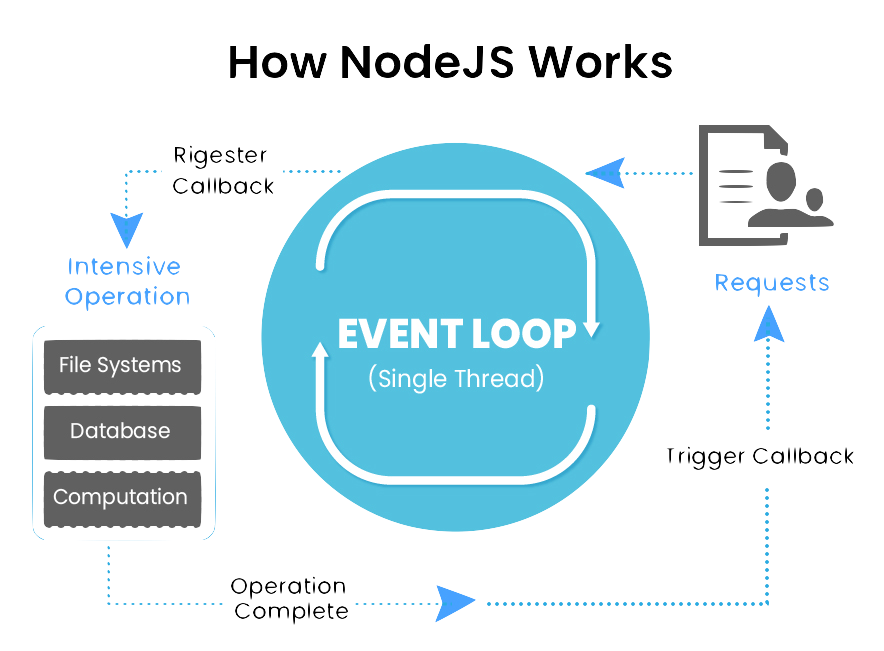 How NodeJS Works
Rigester
Callback
Intensive
Operation
File Systems
Database
Computation
EVENT LOOP
(Single Thread)
Requests
Trigger Callback
Operation
Complete